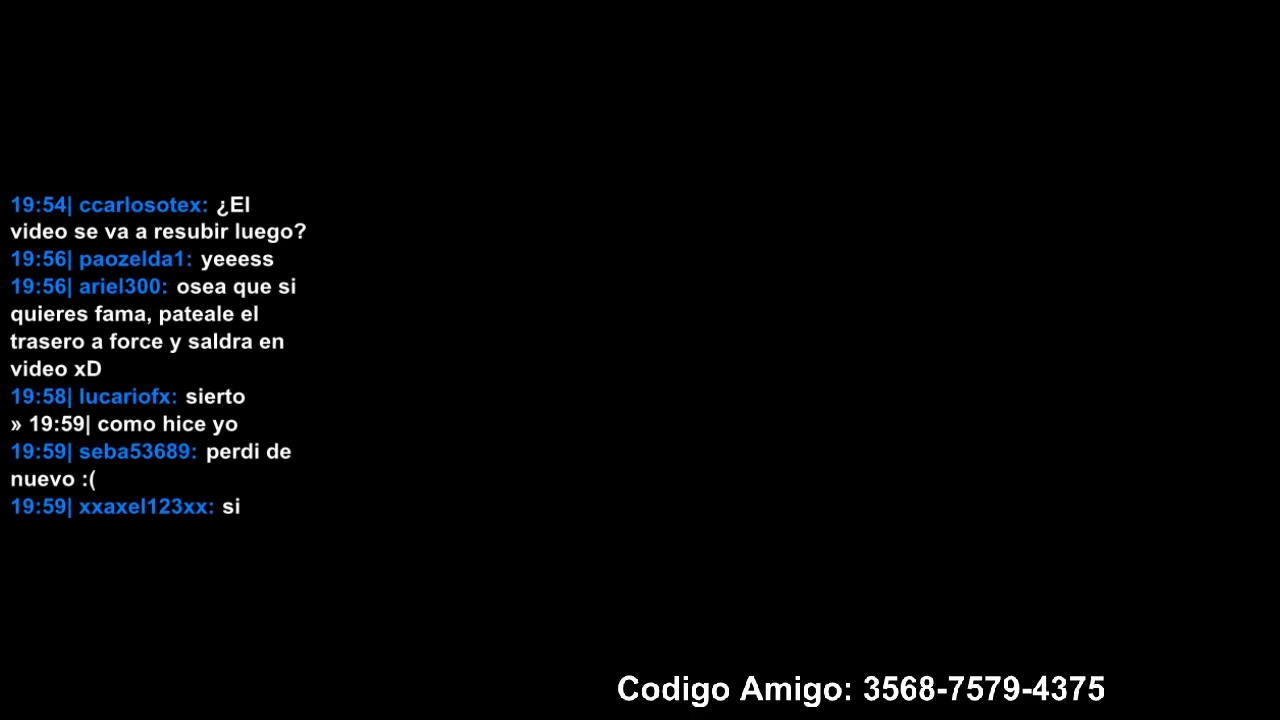 19:54| ccarlosotex: ¿El
video se va a resubir luego?
19:56| paozelda1: yeeess
19:56| ariel300: osea que si
quieres fama, pateale el
trasero a force y saldra en
video xD
19:58| lucariofx: sierto
» 19:59| como hice yo
19:59| seba53689: perdi de
nuevo :(
19:59| xxaxel123xx: si
Codigo Amigo: 3568-7579-4375